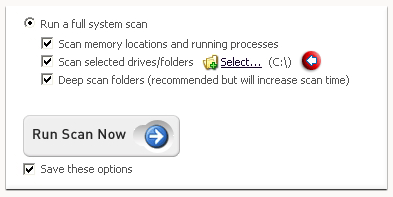 Run a full system scan
Scan memory locations and running processes
Scan selected drives/folders Select... (C:\)
Deep scan folders (recommended but will increase scan time)
Run Scan Now
Save these options